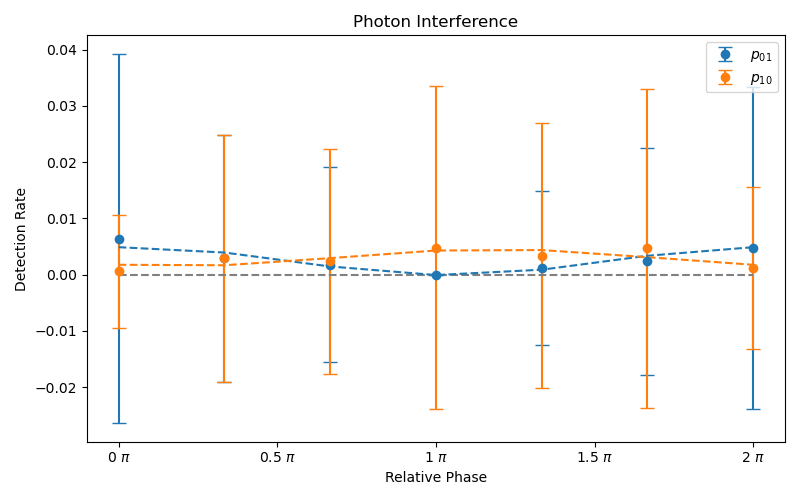 Photon Interference
0.04
0.03
0.02
0.01
0.00
−0.01
−0.02
Detection Rate
p01
p10
0 π
0.5 π
1 π
1.5 π
2 π
Relative Phase